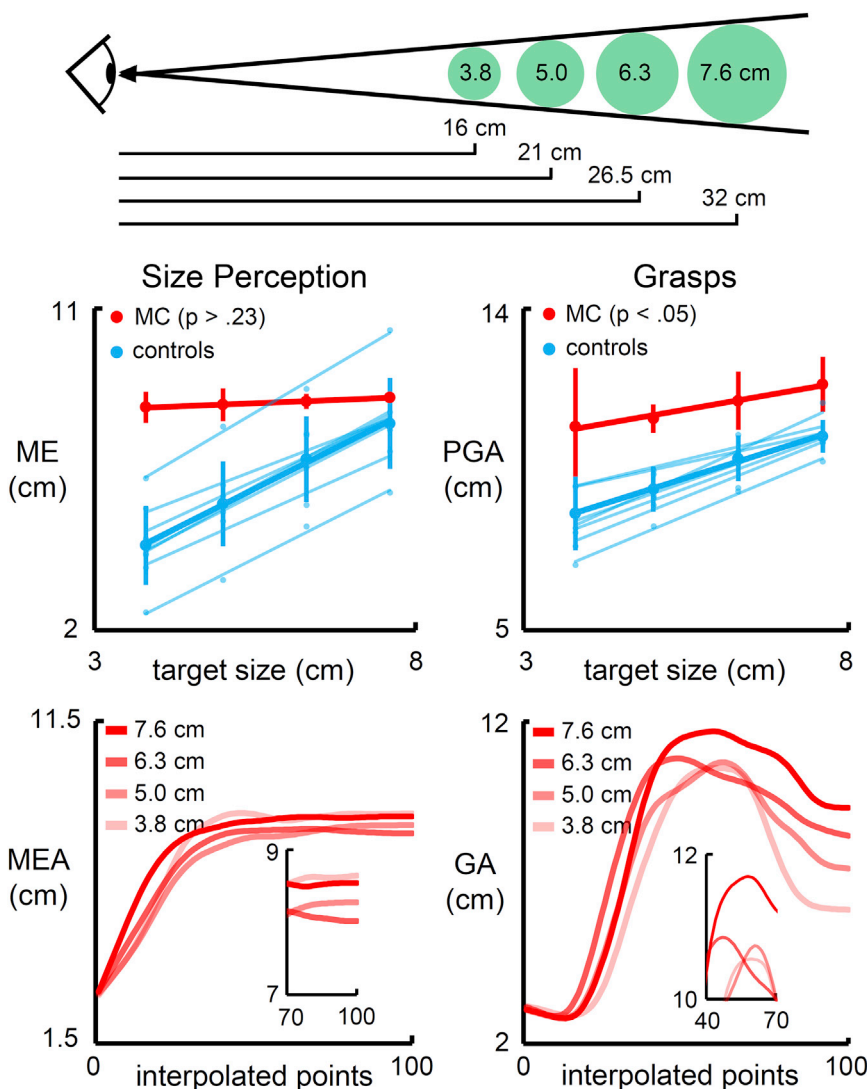 3.8 5.0 6.3 7.6 cm
16 cm
21 cm
26.5 cm
32 cm
Size Perception
11
MC (p > .23)
controls
ME
(cm)
2
3 target size (cm) 8
Grasps
14
MC (p < .05)
controls
PGA
(cm)
5
3 target size (cm) 8
11.5
7.6 cm
6.3 cm
5.0 cm
3.8 cm
MEA
(cm)
9
7
70 100
1.5
0 interpolated points 100
12
7.6 cm
6.3 cm
5.0 cm
3.8 cm
GA
(cm)
12
10
40 70
2
0 interpolated points 100